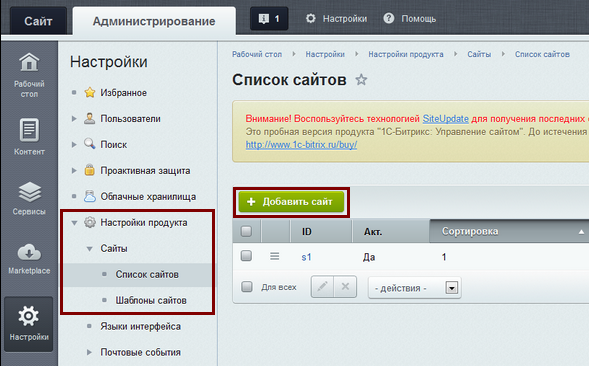 Сайт
Администрирование
1
Настройки
Помощь
Рабочий стол
Контент
Сервисы
Marketplace
Настройки
Настройки
Избранное
Пользователи
Поиск
Проактивная защита
Облачные хранилища
Настройки продукта
Сайты
Список сайтов
Шаблоны сайтов
Языки интерфейса
Почтовые события
Рабочий стол Настройки Настройки продукта Сайты Список сайтов
Список сайтов
Внимание! Воспользуйтесь технологией SiteUpdate для получения последних
Это пробная версия продукта "1С-Битрикс: Управление сайтом". До истечения
http://www.1c-bitrix.ru/buy/
+ Добавить сайт
ID Акт. Сортировка
s1 Да 1
Для всех - действия -